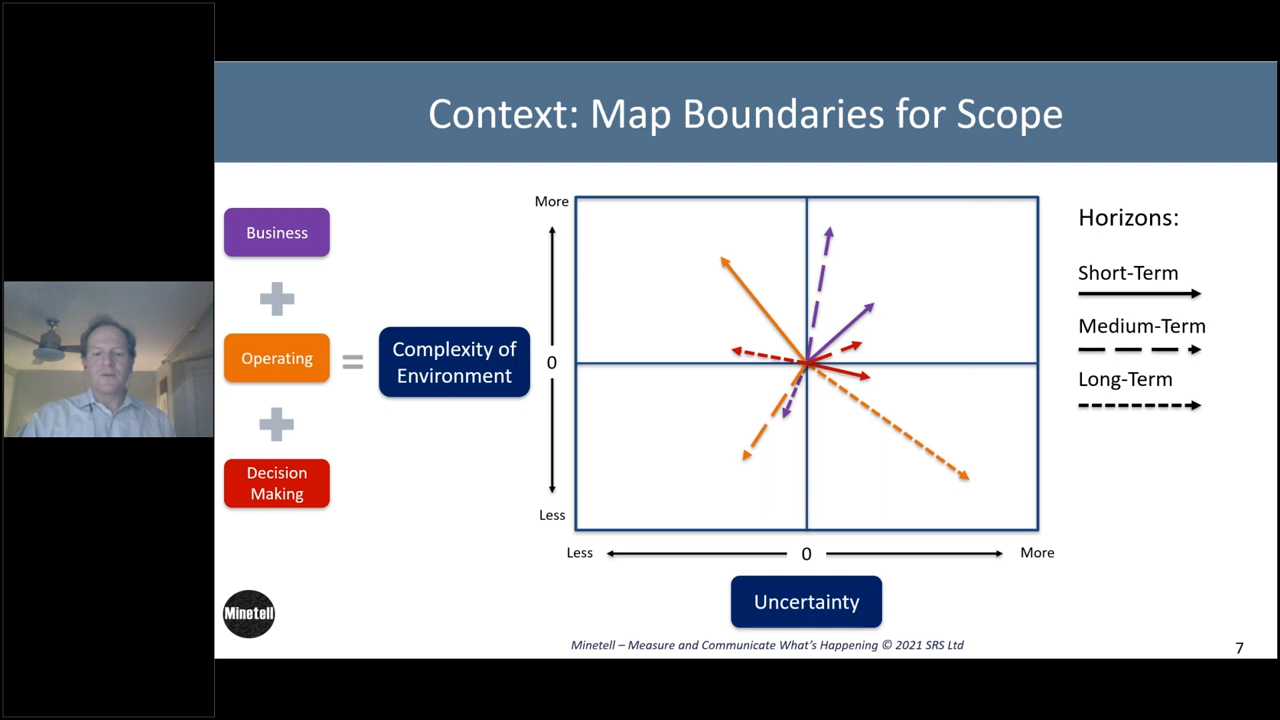 Context: Map Boundaries for Scope
Business
Operating
Decision
Making
=
Complexity of
Environment
More
0
Less
Less
0
More
Uncertainty
Horizons:
Short-Term
Medium-Term
Long-Term
Minetell
Minetell – Measure and Communicate What's Happening © 2021 SRS Ltd
7